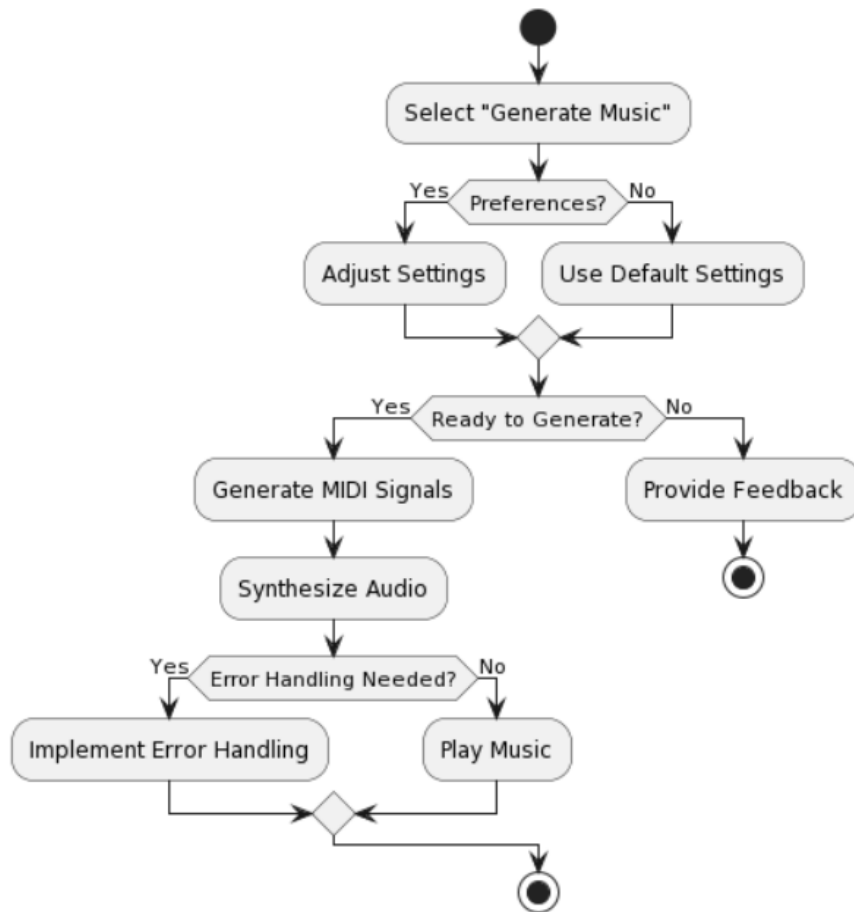 Select "Generate Music"
Yes
Preferences?
No
Adjust Settings
Use Default Settings
Yes
Ready to Generate?
No
Generate MIDI Signals
Provide Feedback
Synthesize Audio
Yes
Error Handling Needed?
No
Implement Error Handling
Play Music